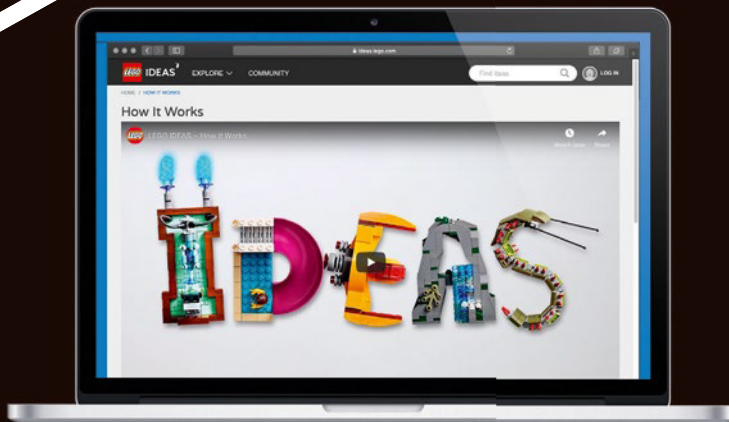 ideas.lego.com
LEGO IDEAS EXPLORE COMMUNITY Find ideas LOG IN
HOME / HOW IT WORKS
How It Works
LEGO LEGO IDEAS – How It Works
Watch later Share
IDEAS